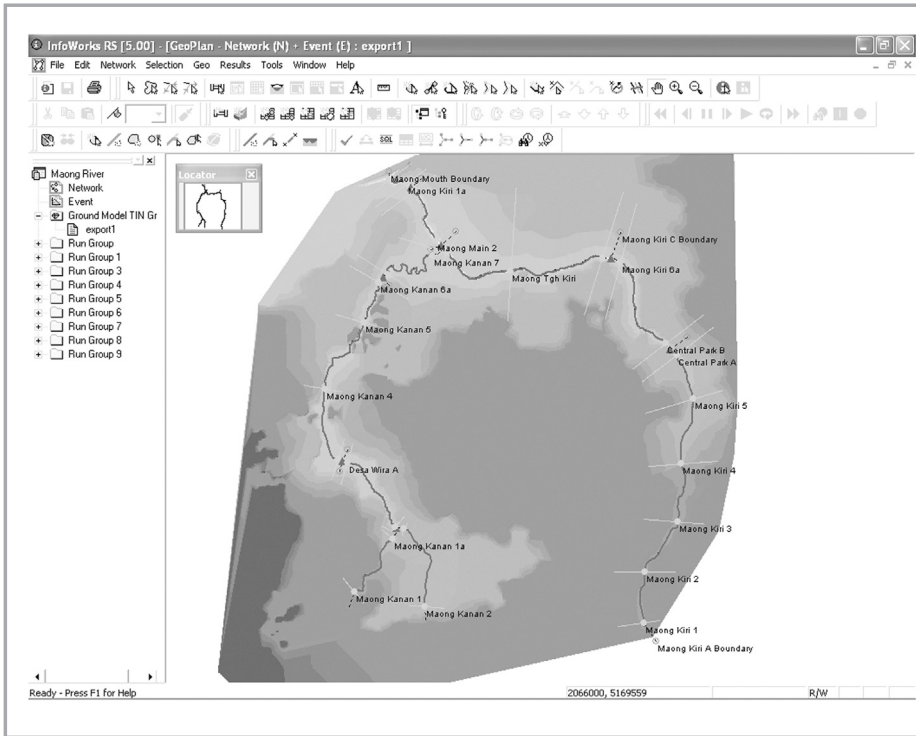 InfoWorks RS [5.00] - [GeoPlan - Network (N) + Event (E) : export1 ]
File Edit Network Selection Geo Results Tools Window Help
SQL
Maong River
Network
Event
Ground Model TIN Gr
export1
Run Group
Run Group 1
Run Group 3
Run Group 4
Run Group 5
Run Group 6
Run Group 7
Run Group 8
Run Group 9
Locator
Maong Mouth Boundary
Maong Kiri 1a
Maong Main 2
Maong Kanan 7
Maong Kiri C Boundary
Maong Kiri 6a
Maong Tgh Kiri
Maong Kanan 6a
Maong Kanan 5
Central Park B
Central Park A
Maong Kanan 4
Maong Kiri 5
Desa Wira A
Maong Kiri 4
Maong Kiri 3
Maong Kanan 1a
Maong Kiri 2
Maong Kanan 1
Maong Kanan 2
Maong Kiri 1
Maong Kiri A Boundary
Ready - Press F1 for Help
2066000, 5169559
R/W